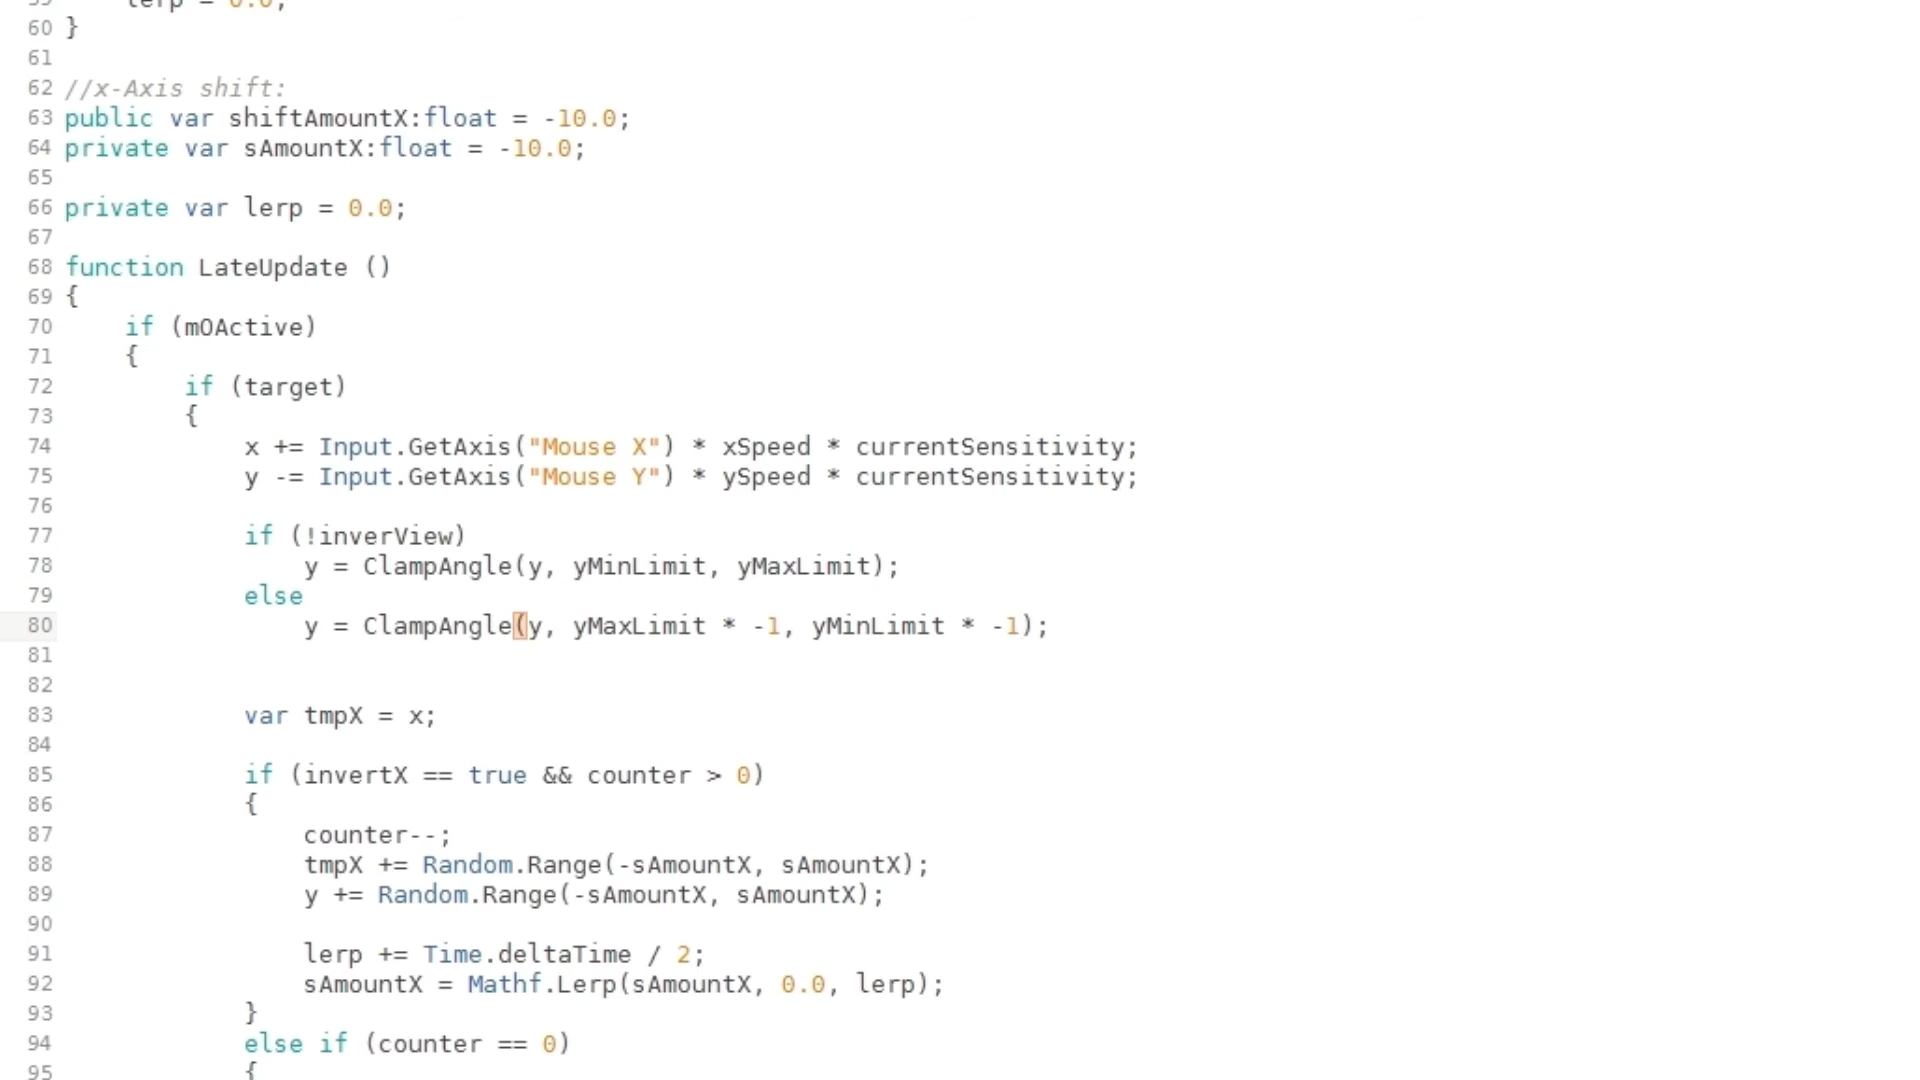 59 lerp = 0.0;
60 }
61
62 //x-Axis shift:
63 public var shiftAmountX:float = -10.0;
64 private var sAmountX:float = -10.0;
65
66 private var lerp = 0.0;
67
68 function LateUpdate ()
69 {
70 if (mOActive)
71 {
72 if (target)
73 {
74 x += Input.GetAxis("Mouse X") * xSpeed * currentSensitivity;
75 y -= Input.GetAxis("Mouse Y") * ySpeed * currentSensitivity;
76
77 if (!inverView)
78 y = ClampAngle(y, yMinLimit, yMaxLimit);
79 else
80 y = ClampAngle(y, yMaxLimit * -1, yMinLimit * -1);
81
82
83 var tmpX = x;
84
85 if (invertX == true && counter > 0)
86 {
87 counter--;
88 tmpX += Random.Range(-sAmountX, sAmountX);
89 y += Random.Range(-sAmountX, sAmountX);
90
91 lerp += Time.deltaTime / 2;
92 sAmountX = Mathf.Lerp(sAmountX, 0.0, lerp);
93 }
94 else if (counter == 0)
95 {